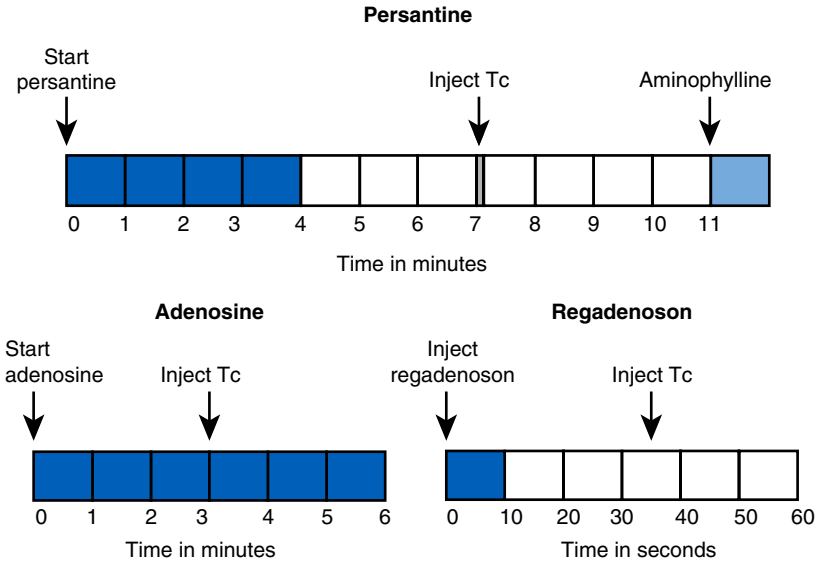 Persantine
Start
persantine
Inject Tc
Aminophylline
0 1 2 3 4 5 6 7 8 9 10 11
Time in minutes
Adenosine
Start
adenosine
Inject Tc
0 1 2 3 4 5 6
Time in minutes
Regadenoson
Inject
regadenoson
Inject Tc
0 10 20 30 40 50 60
Time in seconds